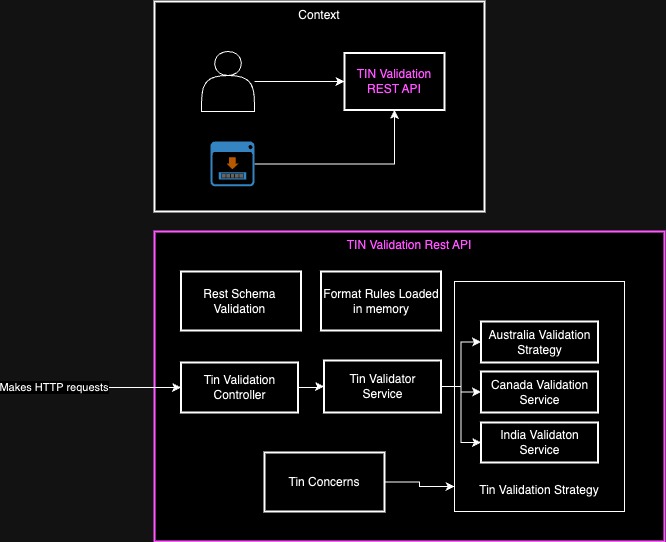 Context
TIN Validation
REST API
TIN Validation Rest API
Rest Schema
Validation
Format Rules Loaded
in memory
Australia Validation
Strategy
Makes HTTP requests
Tin Validation
Controller
Tin Validator
Service
Canada Validation
Service
India Validaton
Service
Tin Concerns
Tin Validation Strategy